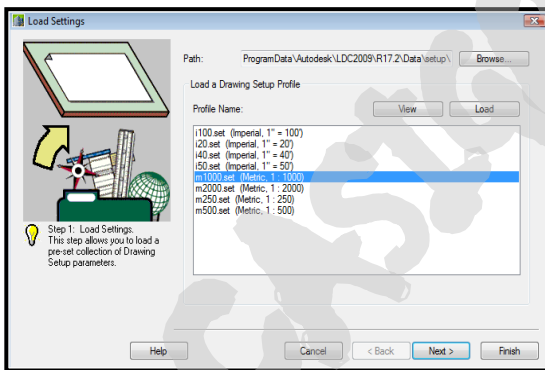 Load Settings
Path: ProgramData\Autodesk\LDC2009\R17.2\Data\setup\ Browse...
Load a Drawing Setup Profile
Profile Name: View Load
i100.set (Imperial, 1" = 100')
i20.set (Imperial, 1" = 20')
i40.set (Imperial, 1" = 40')
i50.set (Imperial, 1" = 50')
m1000.set (Metric, 1 : 1000)
m2000.set (Metric, 1 : 2000)
m250.set (Metric, 1 : 250)
m500.set (Metric, 1 : 500)
Step 1: Load Settings.
This step allows you to load a
pre-set collection of Drawing
Setup parameters.
Help Cancel < Back Next > Finish